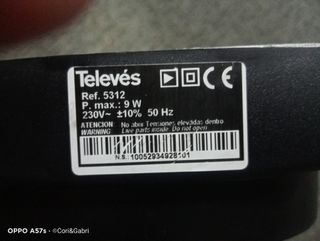 Televés
CE
Ref. 5312
P. max.: 9 W
230V~ ±10% 50 Hz
ATENCION No abrir Tensiones elevadas dentro
WARNING Live parts inside Do not open
N.S.: 10052934928101
OPPO A57s · ©Cori&Gabri